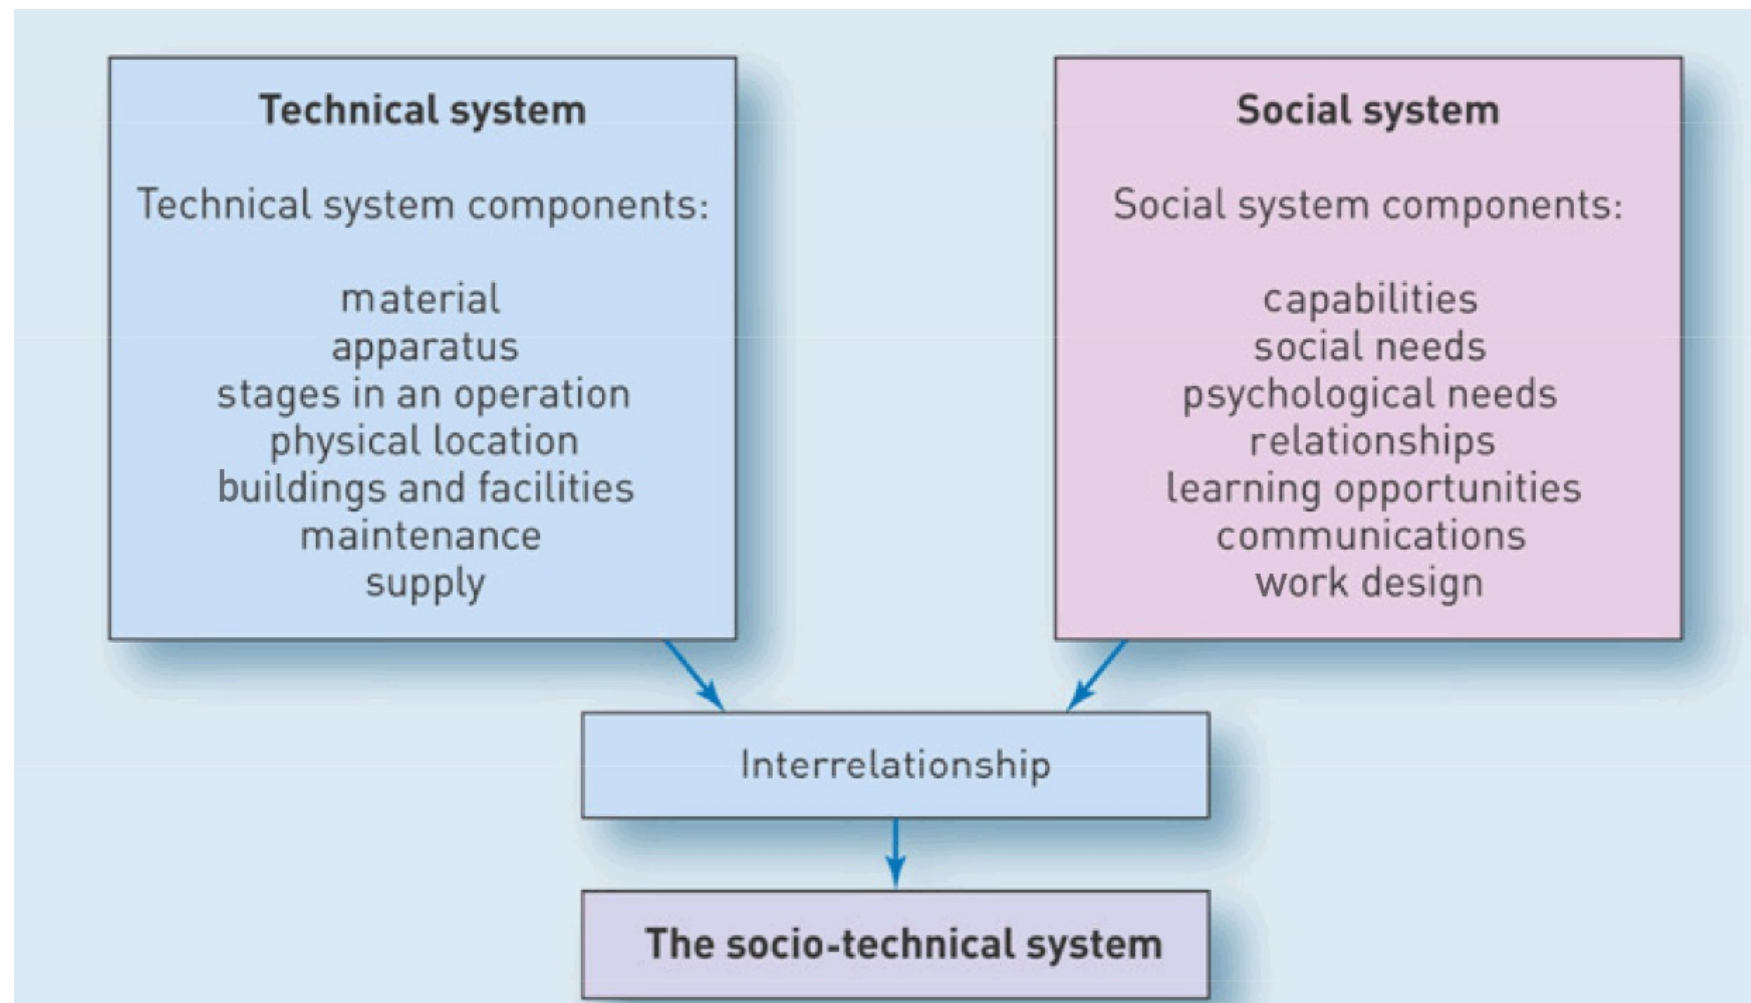 Technical system
Technical system components:
material
apparatus
stages in an operation
physical location
buildings and facilities
maintenance
supply
Social system
Social system components:
capabilities
social needs
psychological needs
relationships
learning opportunities
communications
work design
Interrelationship
The socio-technical system